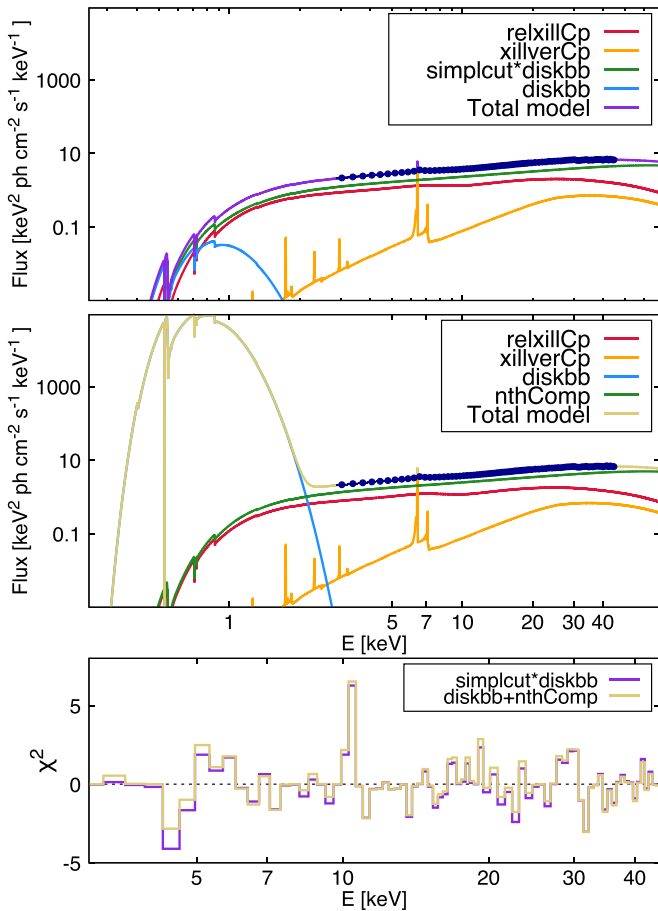 relxillCp
xillverCp
simplcut*diskbb
diskbb
Total model
1
10
1000
10
0.1
Flux [keV² ph cm⁻² s⁻¹ keV⁻¹ ]
relxillCp
xillverCp
diskbb
nthComp
Total model
1000
10
0.1
Flux [keV² ph cm⁻² s⁻¹ keV⁻¹ ]
1 5 7 10 20 30 40
E [keV]
simplcut*diskbb
diskbb+nthComp
5
0
-5
χ²
5 7 10 20 40
E [keV]